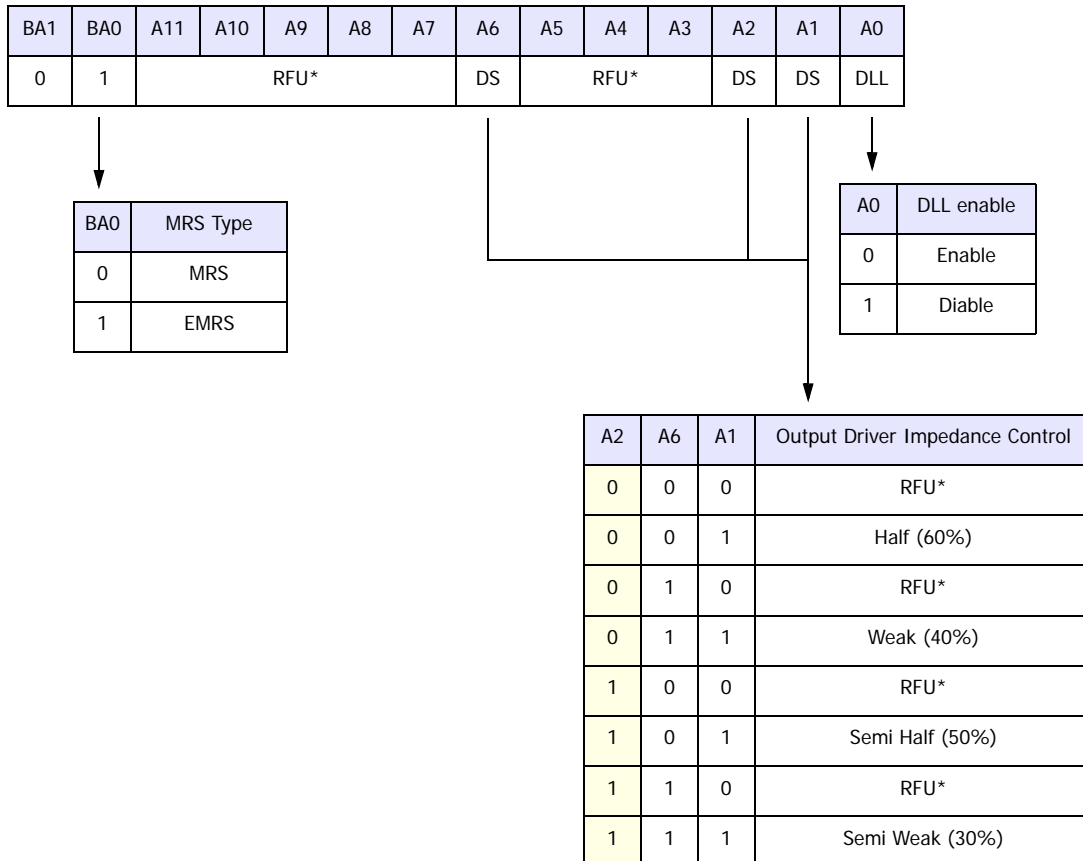 BA1 BA0 A11 A10 A9 A8 A7 A6 A5 A4 A3 A2 A1 A0
0 1 RFU* DS RFU* DS DS DLL
BA0 MRS Type
0 MRS
1 EMRS
A0 DLL enable
0 Enable
1 Diable
A2 A6 A1 Output Driver Impedance Control
0 0 0 RFU*
0 0 1 Half (60%)
0 1 0 RFU*
0 1 1 Weak (40%)
1 0 0 RFU*
1 0 1 Semi Half (50%)
1 1 0 RFU*
1 1 1 Semi Weak (30%)